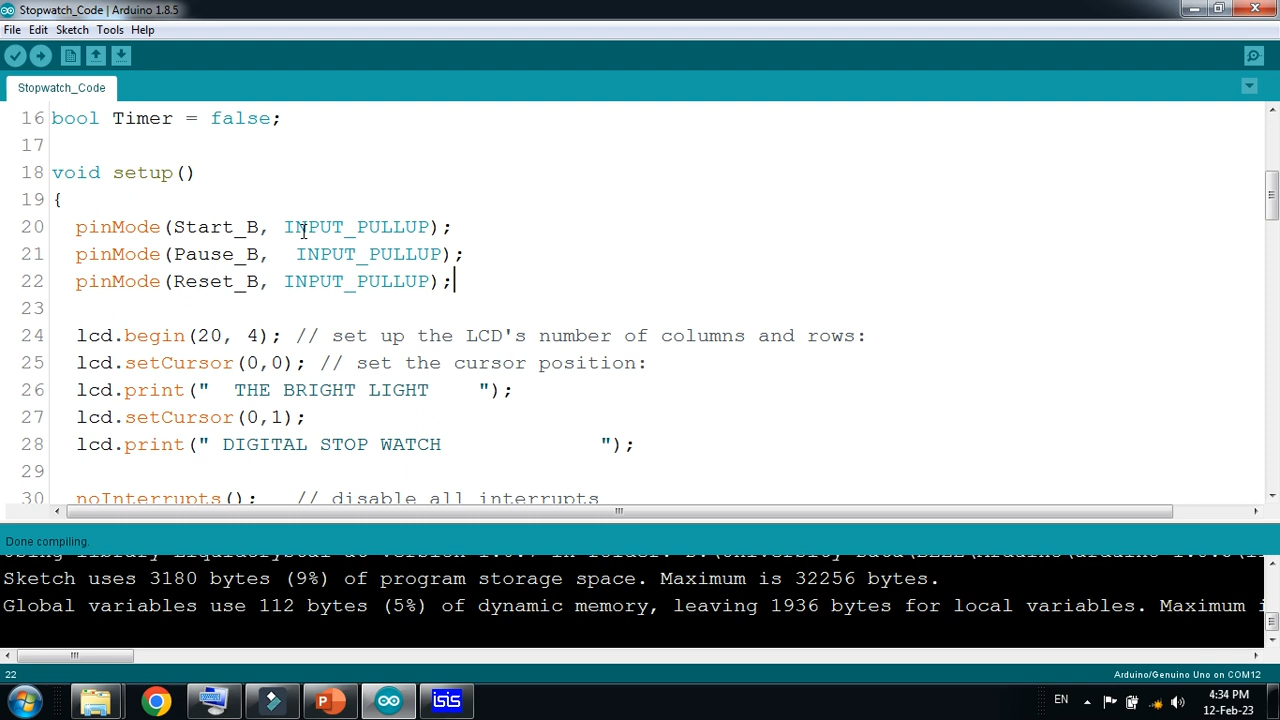 Stopwatch_Code | Arduino 1.8.5
File Edit Sketch Tools Help
Stopwatch_Code
16 bool Timer = false;
17
18 void setup()
19 {
20 pinMode(Start_B, INPUT_PULLUP);
21 pinMode(Pause_B,  INPUT_PULLUP);
22 pinMode(Reset_B, INPUT_PULLUP);
23
24 lcd.begin(20, 4); // set up the LCD's number of columns and rows:
25 lcd.setCursor(0,0); // set the cursor position:
26 lcd.print("  THE BRIGHT LIGHT    ");
27 lcd.setCursor(0,1);
28 lcd.print(" DIGITAL STOP WATCH             ");
29
30 noInterrupts();   // disable all interrupts
Done compiling.
Sketch uses 3180 bytes (9%) of program storage space. Maximum is 32256 bytes.
Global variables use 112 bytes (5%) of dynamic memory, leaving 1936 bytes for local variables. Maximum i
22
Arduino/Genuino Uno on COM12
isis
EN
4:34 PM
12-Feb-23